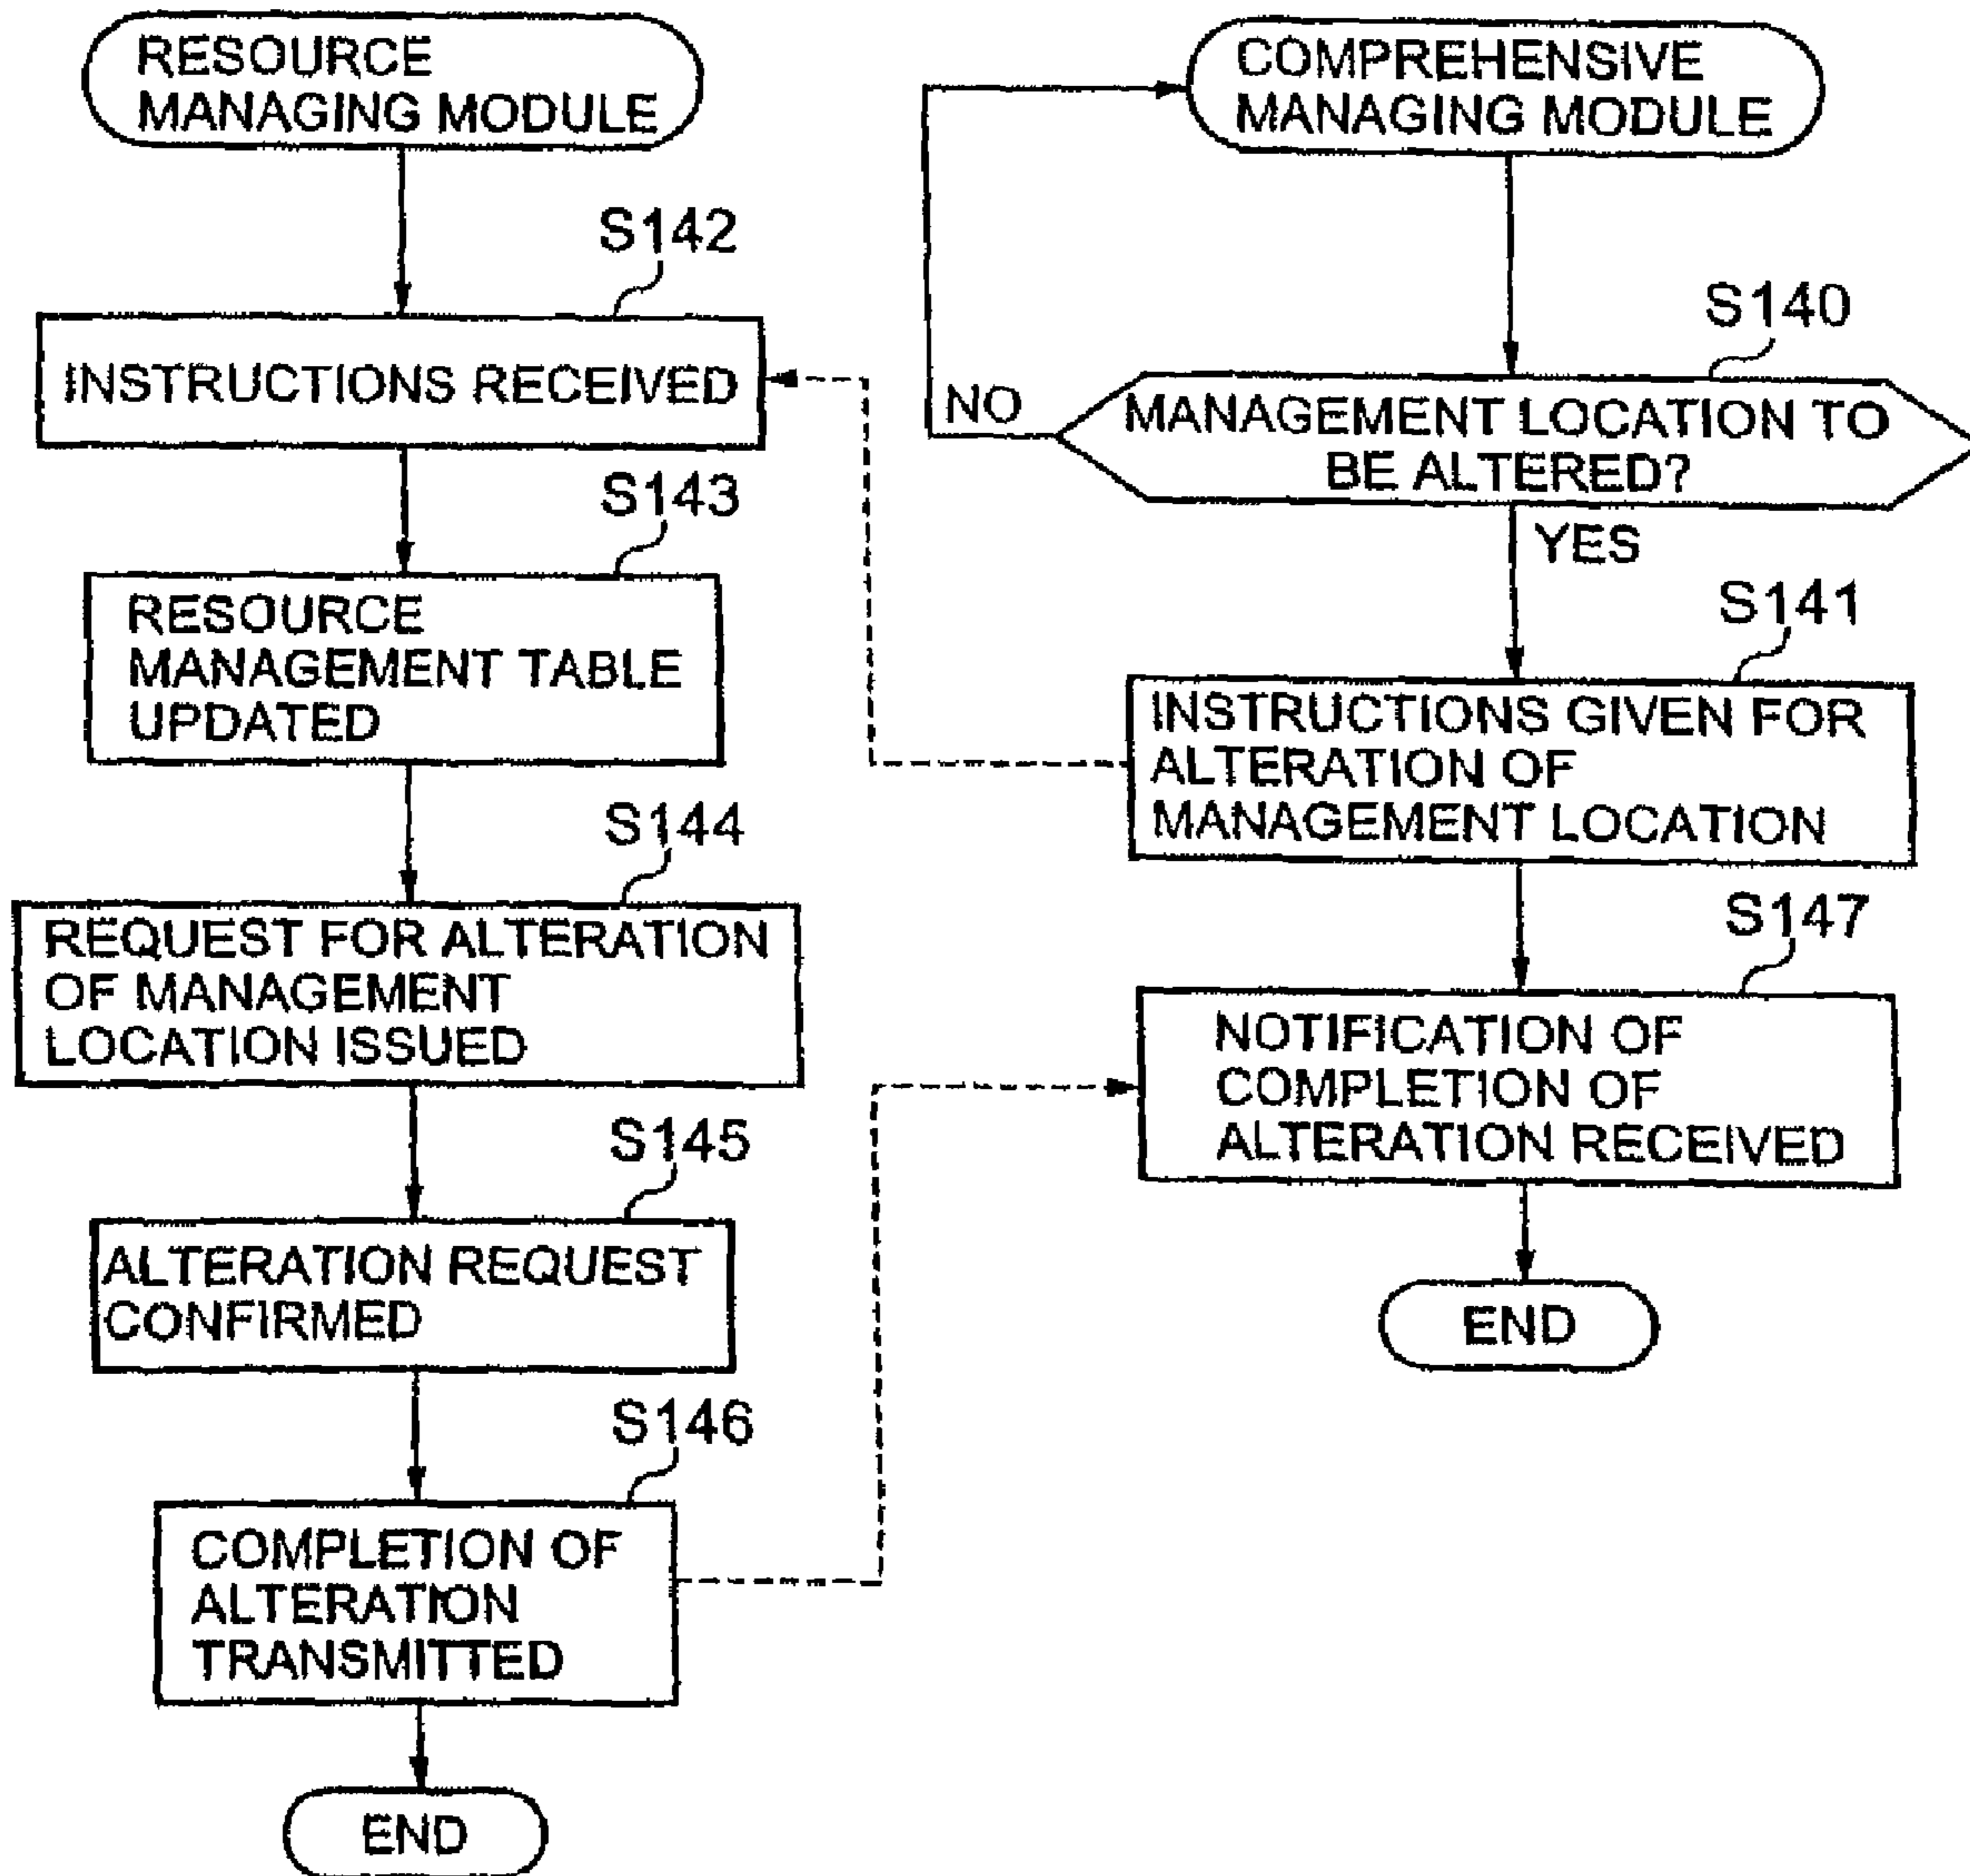 RESOURCE
MANAGING MODULE
S142
INSTRUCTIONS RECEIVED
S143
RESOURCE
MANAGEMENT TABLE
UPDATED
S144
REQUEST FOR ALTERATION
OF MANAGEMENT
LOCATION ISSUED
S145
ALTERATION REQUEST
CONFIRMED
S146
COMPLETION OF
ALTERATION
TRANSMITTED
END
COMPREHENSIVE
MANAGING MODULE
S140
NO
MANAGEMENT LOCATION TO
BE ALTERED?
YES
S141
INSTRUCTIONS GIVEN FOR
ALTERATION OF
MANAGEMENT LOCATION
S147
NOTIFICATION OF
COMPLETION OF
ALTERATION RECEIVED
END